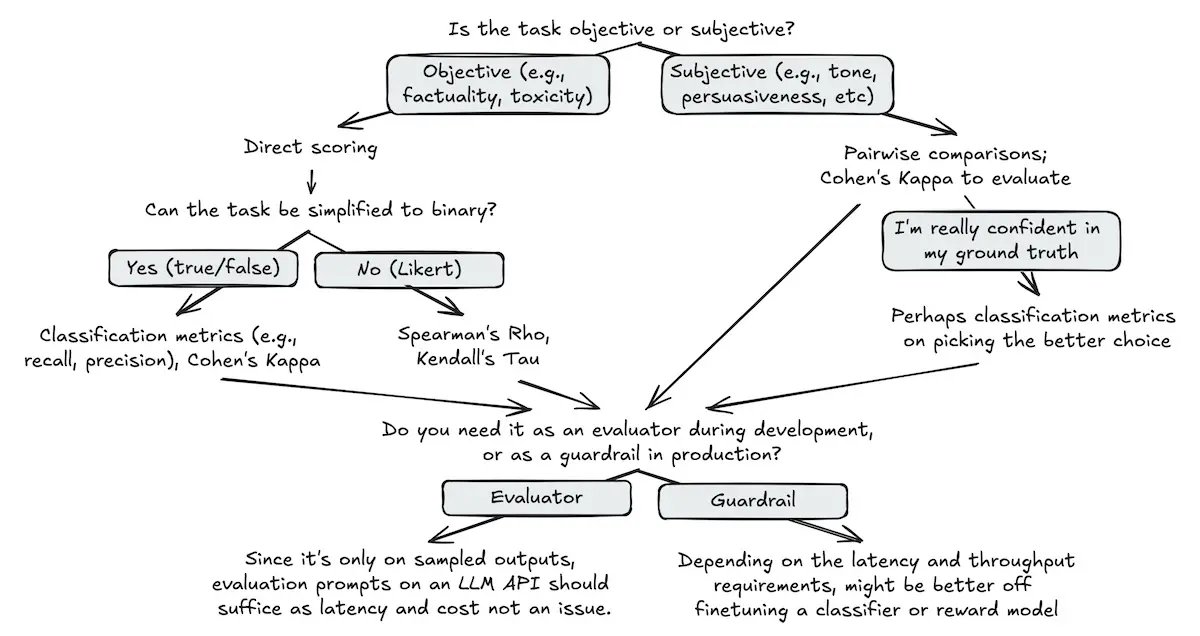 Is the task objective or subjective?
Objective (e.g.,
factuality, toxicity)
Subjective (e.g., tone,
persuasiveness, etc)
Direct scoring
Pairwise comparisons;
Cohen's Kappa to evaluate
Can the task be simplified to binary?
I'm really confident in
my ground truth
Yes (true/false)
No (Likert)
Classification metrics (e.g.,
recall, precision), Cohen's Kappa
Spearman's Rho,
Kendall's Tau
Perhaps classification metrics
on picking the better choice
Do you need it as an evaluator during development,
or as a guardrail in production?
Evaluator
Guardrail
Since it's only on sampled outputs,
evaluation prompts on an LLM API should
suffice as latency and cost not an issue.
Depending on the latency and throughput
requirements, might be better off
finetuning a classifier or reward model